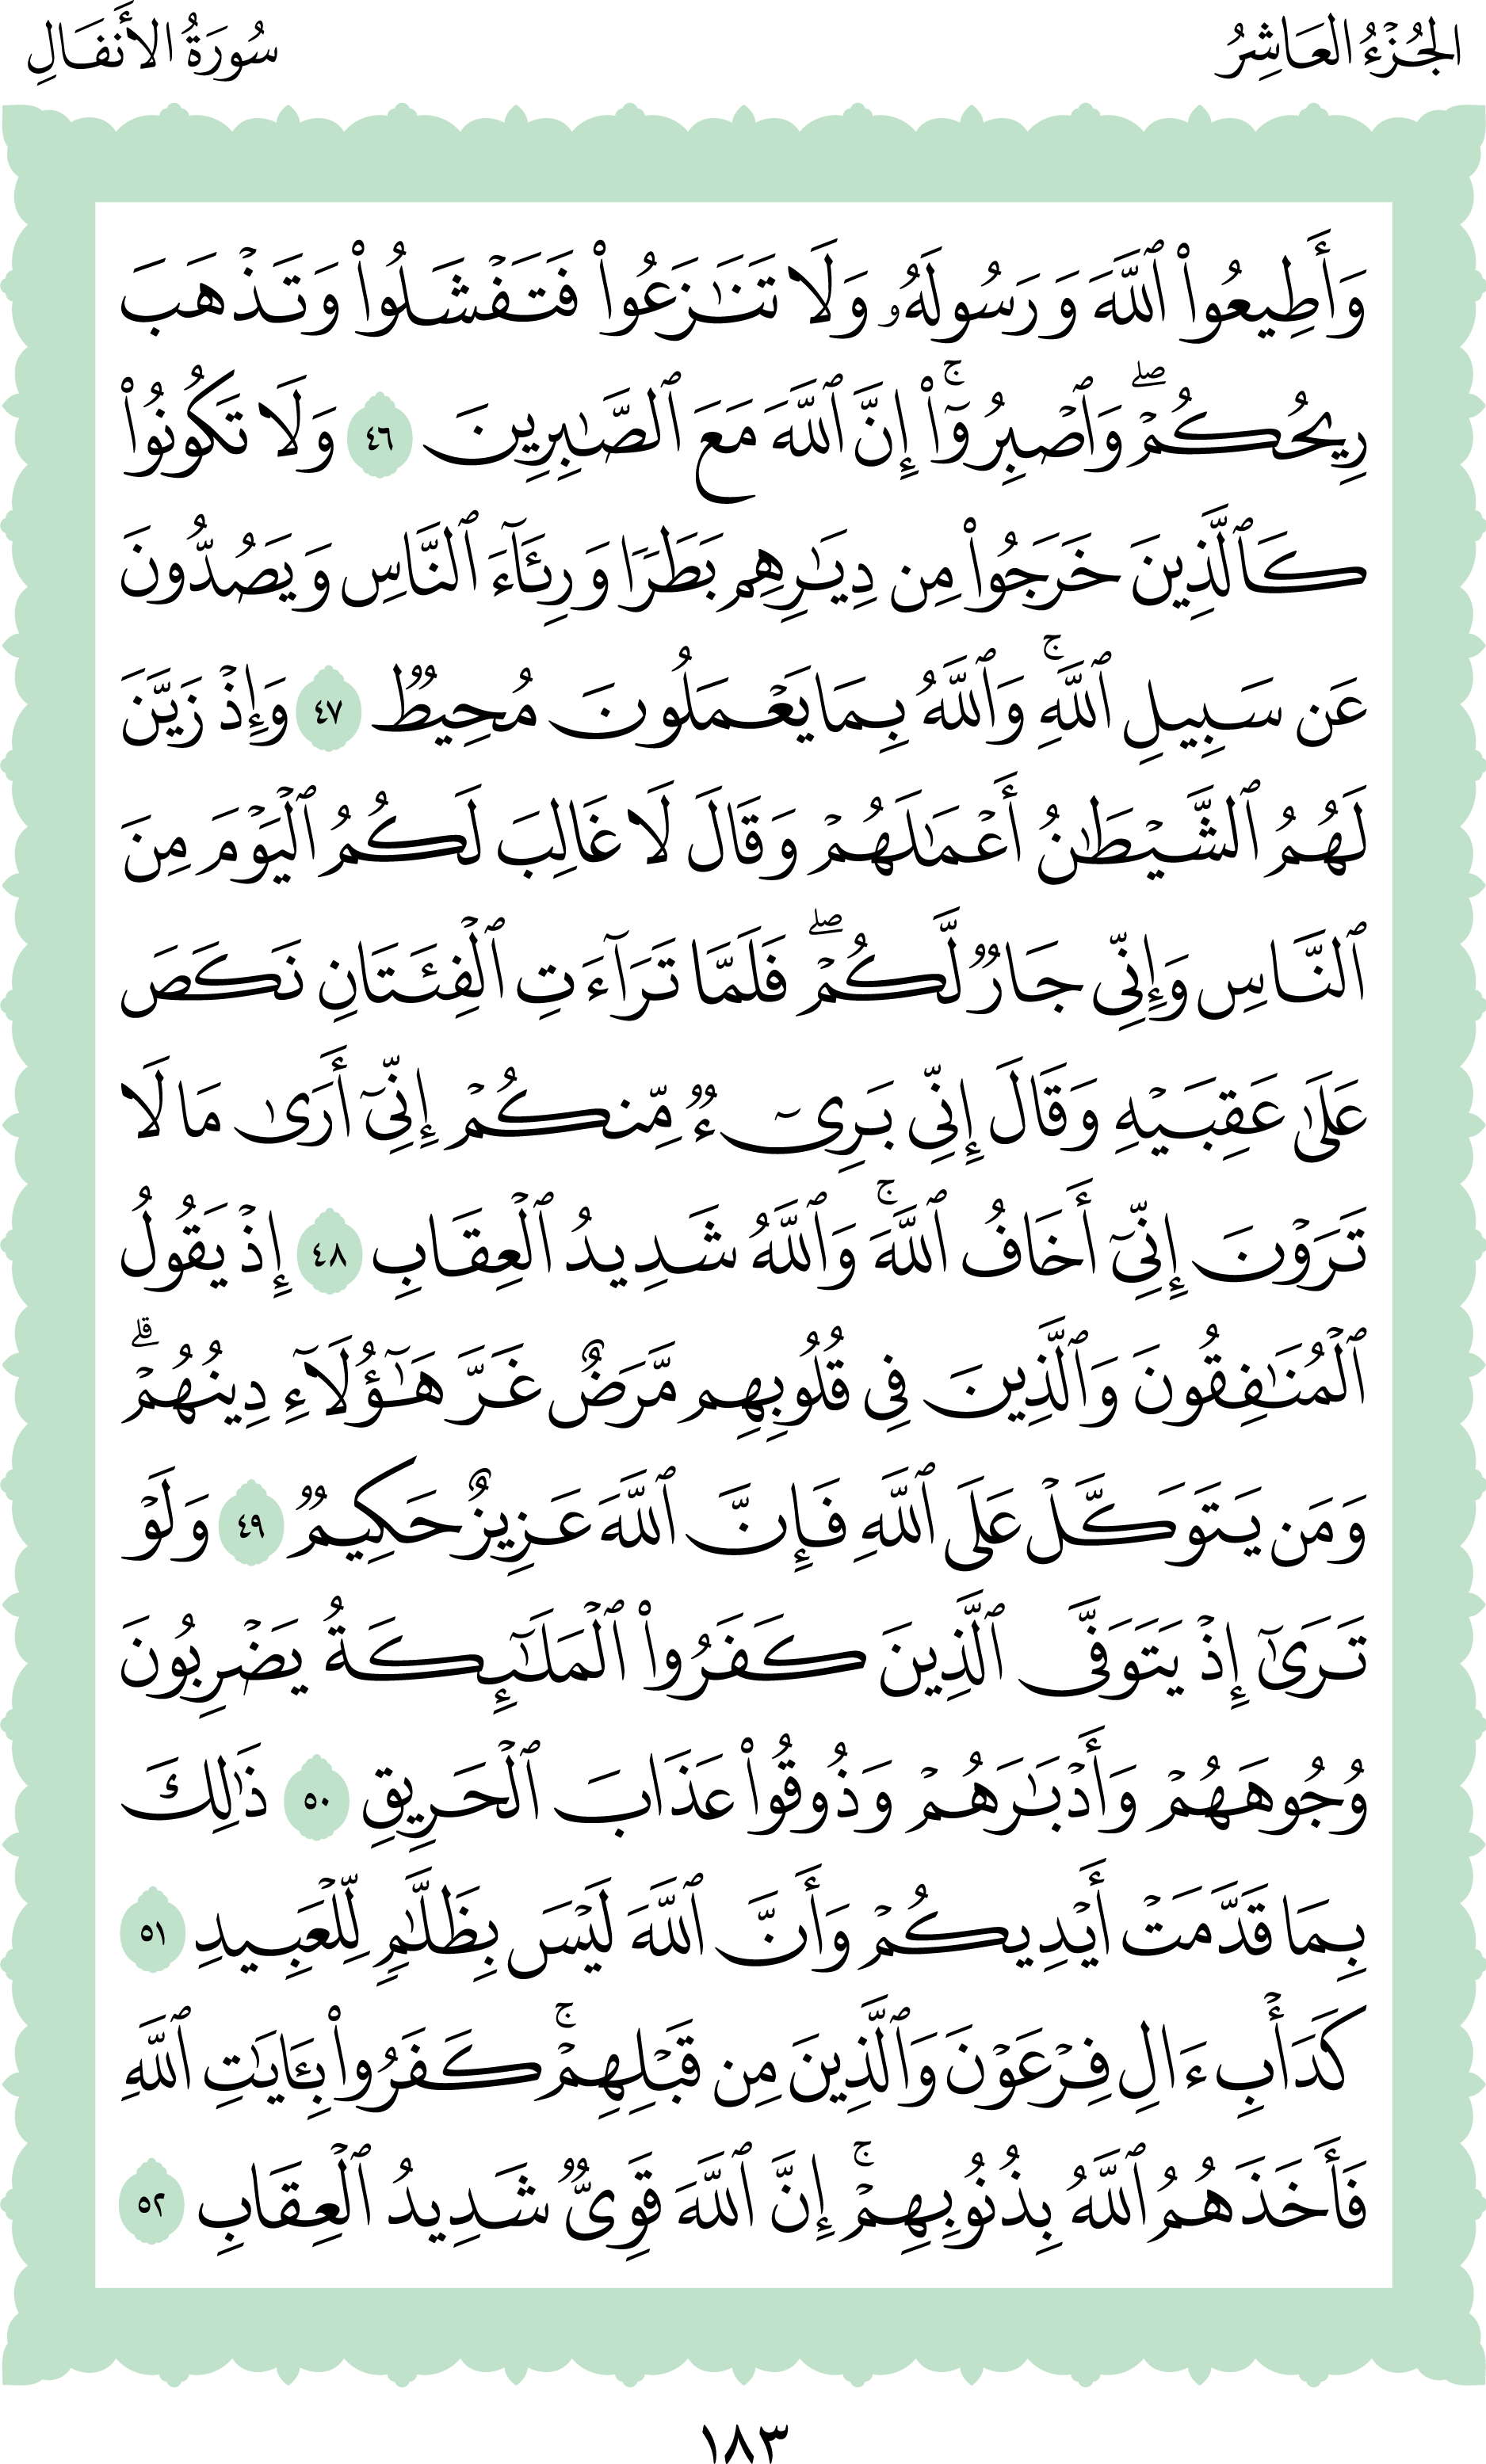 الجُزْءُ العَاشِرُ
سُورَةُ الأَنفَالِ
وَأَطِيعُوا۟ ٱللَّهَ وَرَسُولَهُۥ وَلَا تَنَـٰزَعُوا۟ فَتَفْشَلُوا۟ وَتَذْهَبَ
رِيحُكُمْ ۖ وَٱصْبِرُوٓا۟ ۚ إِنَّ ٱللَّهَ مَعَ ٱلصَّـٰبِرِينَ ٤٦ وَلَا تَكُونُوا۟
كَٱلَّذِينَ خَرَجُوا۟ مِن دِيَـٰرِهِم بَطَرًا وَرِئَآءَ ٱلنَّاسِ وَيَصُدُّونَ
عَن سَبِيلِ ٱللَّهِ ۚ وَٱللَّهُ بِمَا يَعْمَلُونَ مُحِيطٌ ٤٧ وَإِذْ زَيَّنَ
لَهُمُ ٱلشَّيْطَـٰنُ أَعْمَـٰلَهُمْ وَقَالَ لَا غَالِبَ لَكُمُ ٱلْيَوْمَ مِنَ
ٱلنَّاسِ وَإِنِّى جَارٌ لَّكُمْ ۖ فَلَمَّا تَرَآءَتِ ٱلْفِئَتَانِ نَكَصَ
عَلَىٰ عَقِبَيْهِ وَقَالَ إِنِّى بَرِىٓءٌ مِّنكُمْ إِنِّىٓ أَرَىٰ مَا لَا
تَرَوْنَ إِنِّىٓ أَخَافُ ٱللَّهَ ۚ وَٱللَّهُ شَدِيدُ ٱلْعِقَابِ ٤٨ إِذْ يَقُولُ
ٱلْمُنَـٰفِقُونَ وَٱلَّذِينَ فِى قُلُوبِهِم مَّرَضٌ غَرَّ هَـٰٓؤُلَآءِ دِينُهُمْ ۗ
وَمَن يَتَوَكَّلْ عَلَى ٱللَّهِ فَإِنَّ ٱللَّهَ عَزِيزٌ حَكِيمٌ ٤٩ وَلَوْ
تَرَىٰٓ إِذْ يَتَوَفَّى ٱلَّذِينَ كَفَرُوا۟ ٱلْمَلَـٰٓئِكَةُ يَضْرِبُونَ
وُجُوهَهُمْ وَأَدْبَـٰرَهُمْ وَذُوقُوا۟ عَذَابَ ٱلْحَرِيقِ ٥٠ ذَٰلِكَ
بِمَا قَدَّمَتْ أَيْدِيكُمْ وَأَنَّ ٱللَّهَ لَيْسَ بِظَلَّـٰمٍ لِّلْعَبِيدِ ٥١
كَدَأْبِ ءَالِ فِرْعَوْنَ وَٱلَّذِينَ مِن قَبْلِهِمْ ۚ كَفَرُوا۟ بِـَٔايَـٰتِ ٱللَّهِ
فَأَخَذَهُمُ ٱللَّهُ بِذُنُوبِهِمْ ۚ إِنَّ ٱللَّهَ قَوِىٌّ شَدِيدُ ٱلْعِقَابِ ٥٢
١٨٣